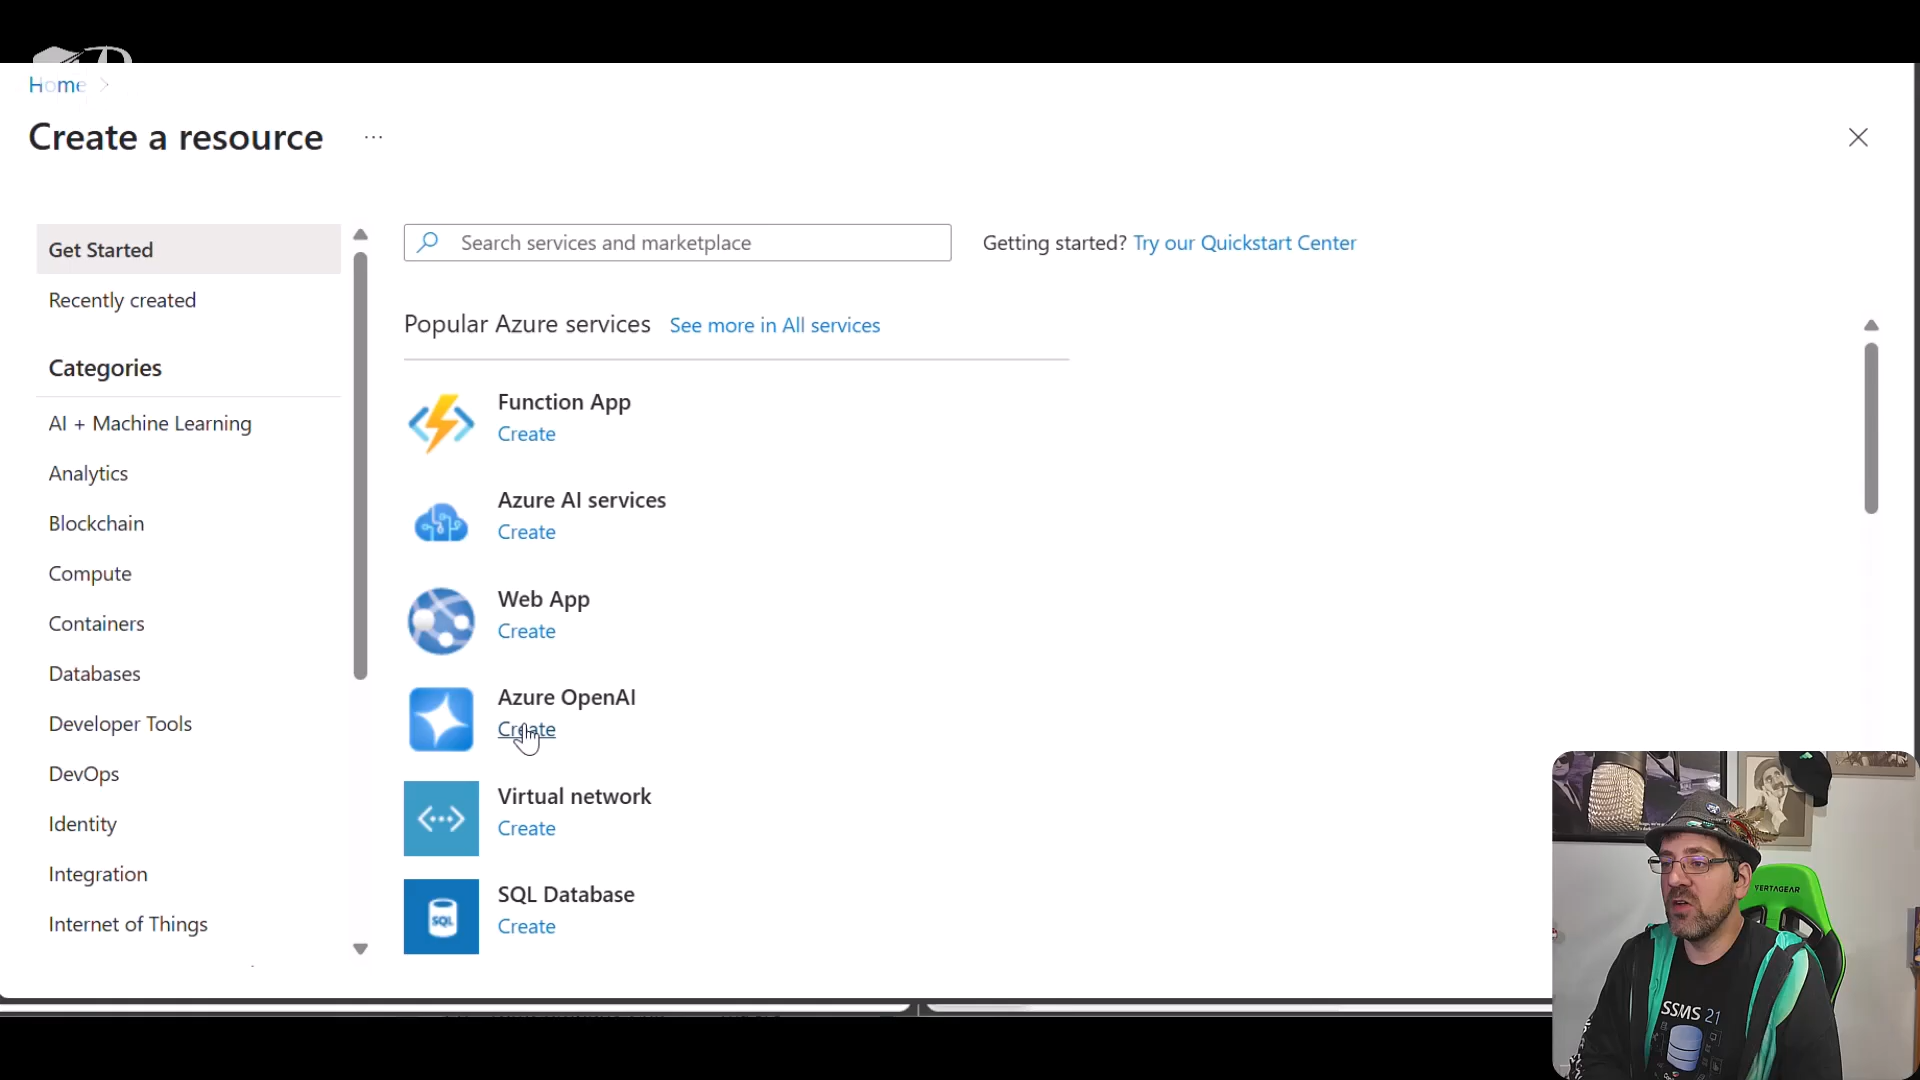 Home
Create a resource
Get Started
Recently created
Categories
AI + Machine Learning
Analytics
Blockchain
Compute
Containers
Databases
Developer Tools
DevOps
Identity
Integration
Internet of Things
Search services and marketplace
Getting started? Try our Quickstart Center
Popular Azure services See more in All services
Function App
Create
Azure AI services
Create
Web App
Create
Azure OpenAI
Create
Virtual network
Create
SQL
SQL Database
Create
VERTAGEAR
SSMS 21